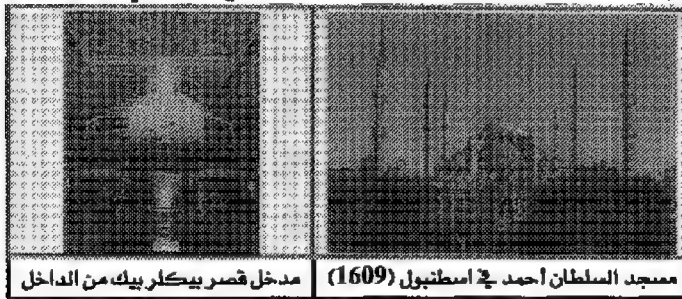 مسجد السلطان أحمد في اسطنبول (1609)
مدخل قصر بيكلر بيك من الداخل